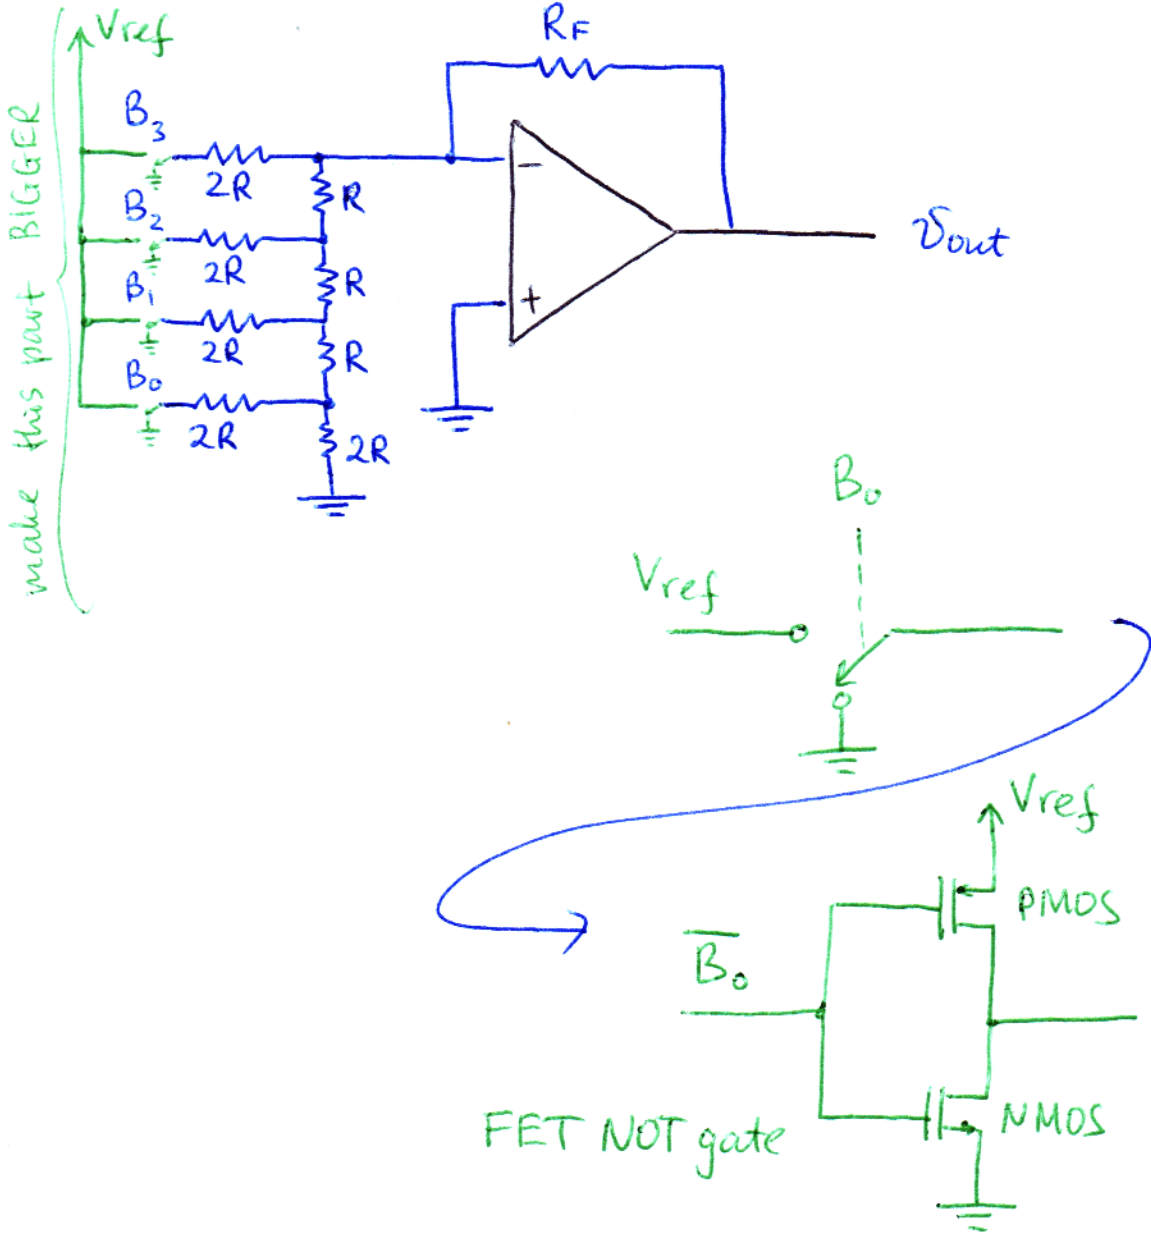 Vref
RF
B3
2R
R
B2
2R
R
B1
2R
R
B0
2R
2R
−
+
vout
make this part BIGGER
B0
Vref
Vref
PMOS
B̅0
NMOS
FET NOT gate